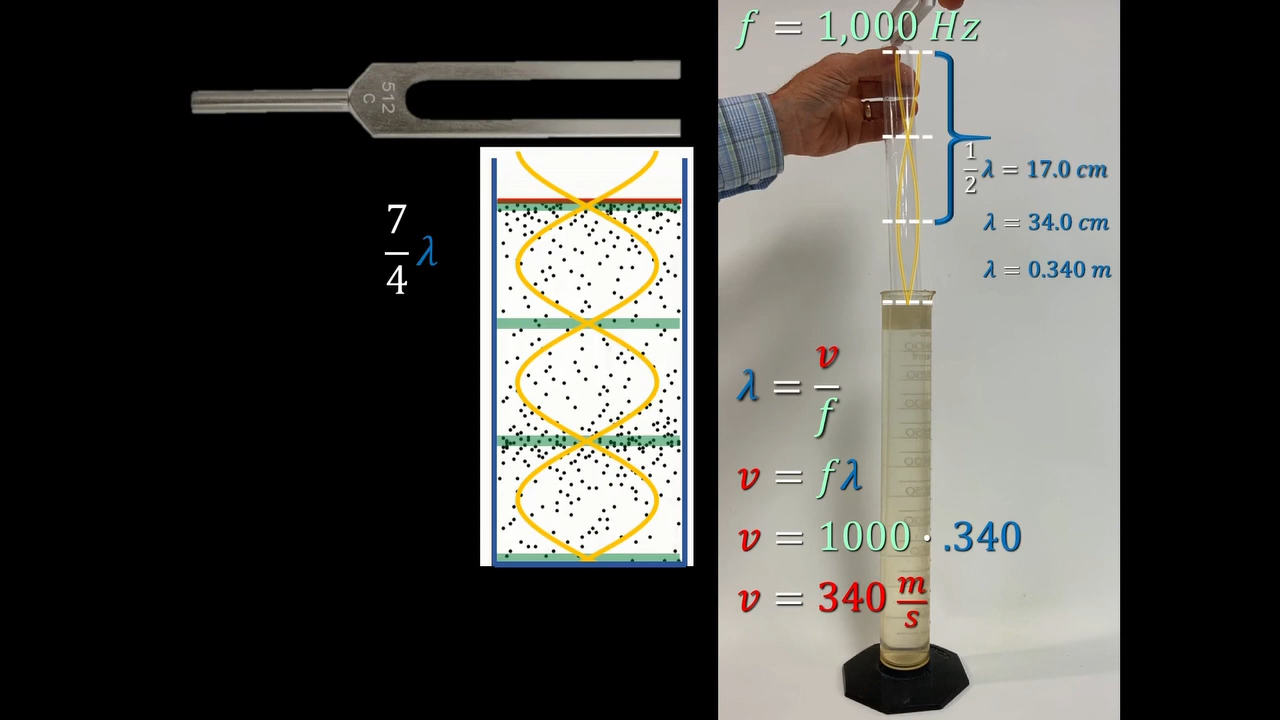 512
C
7/4 λ
f = 1,000 Hz
1/2 λ = 17.0 cm
λ = 34.0 cm
λ = 0.340 m
λ = v/f
v = fλ
v = 1000 · .340
v = 340 m/s